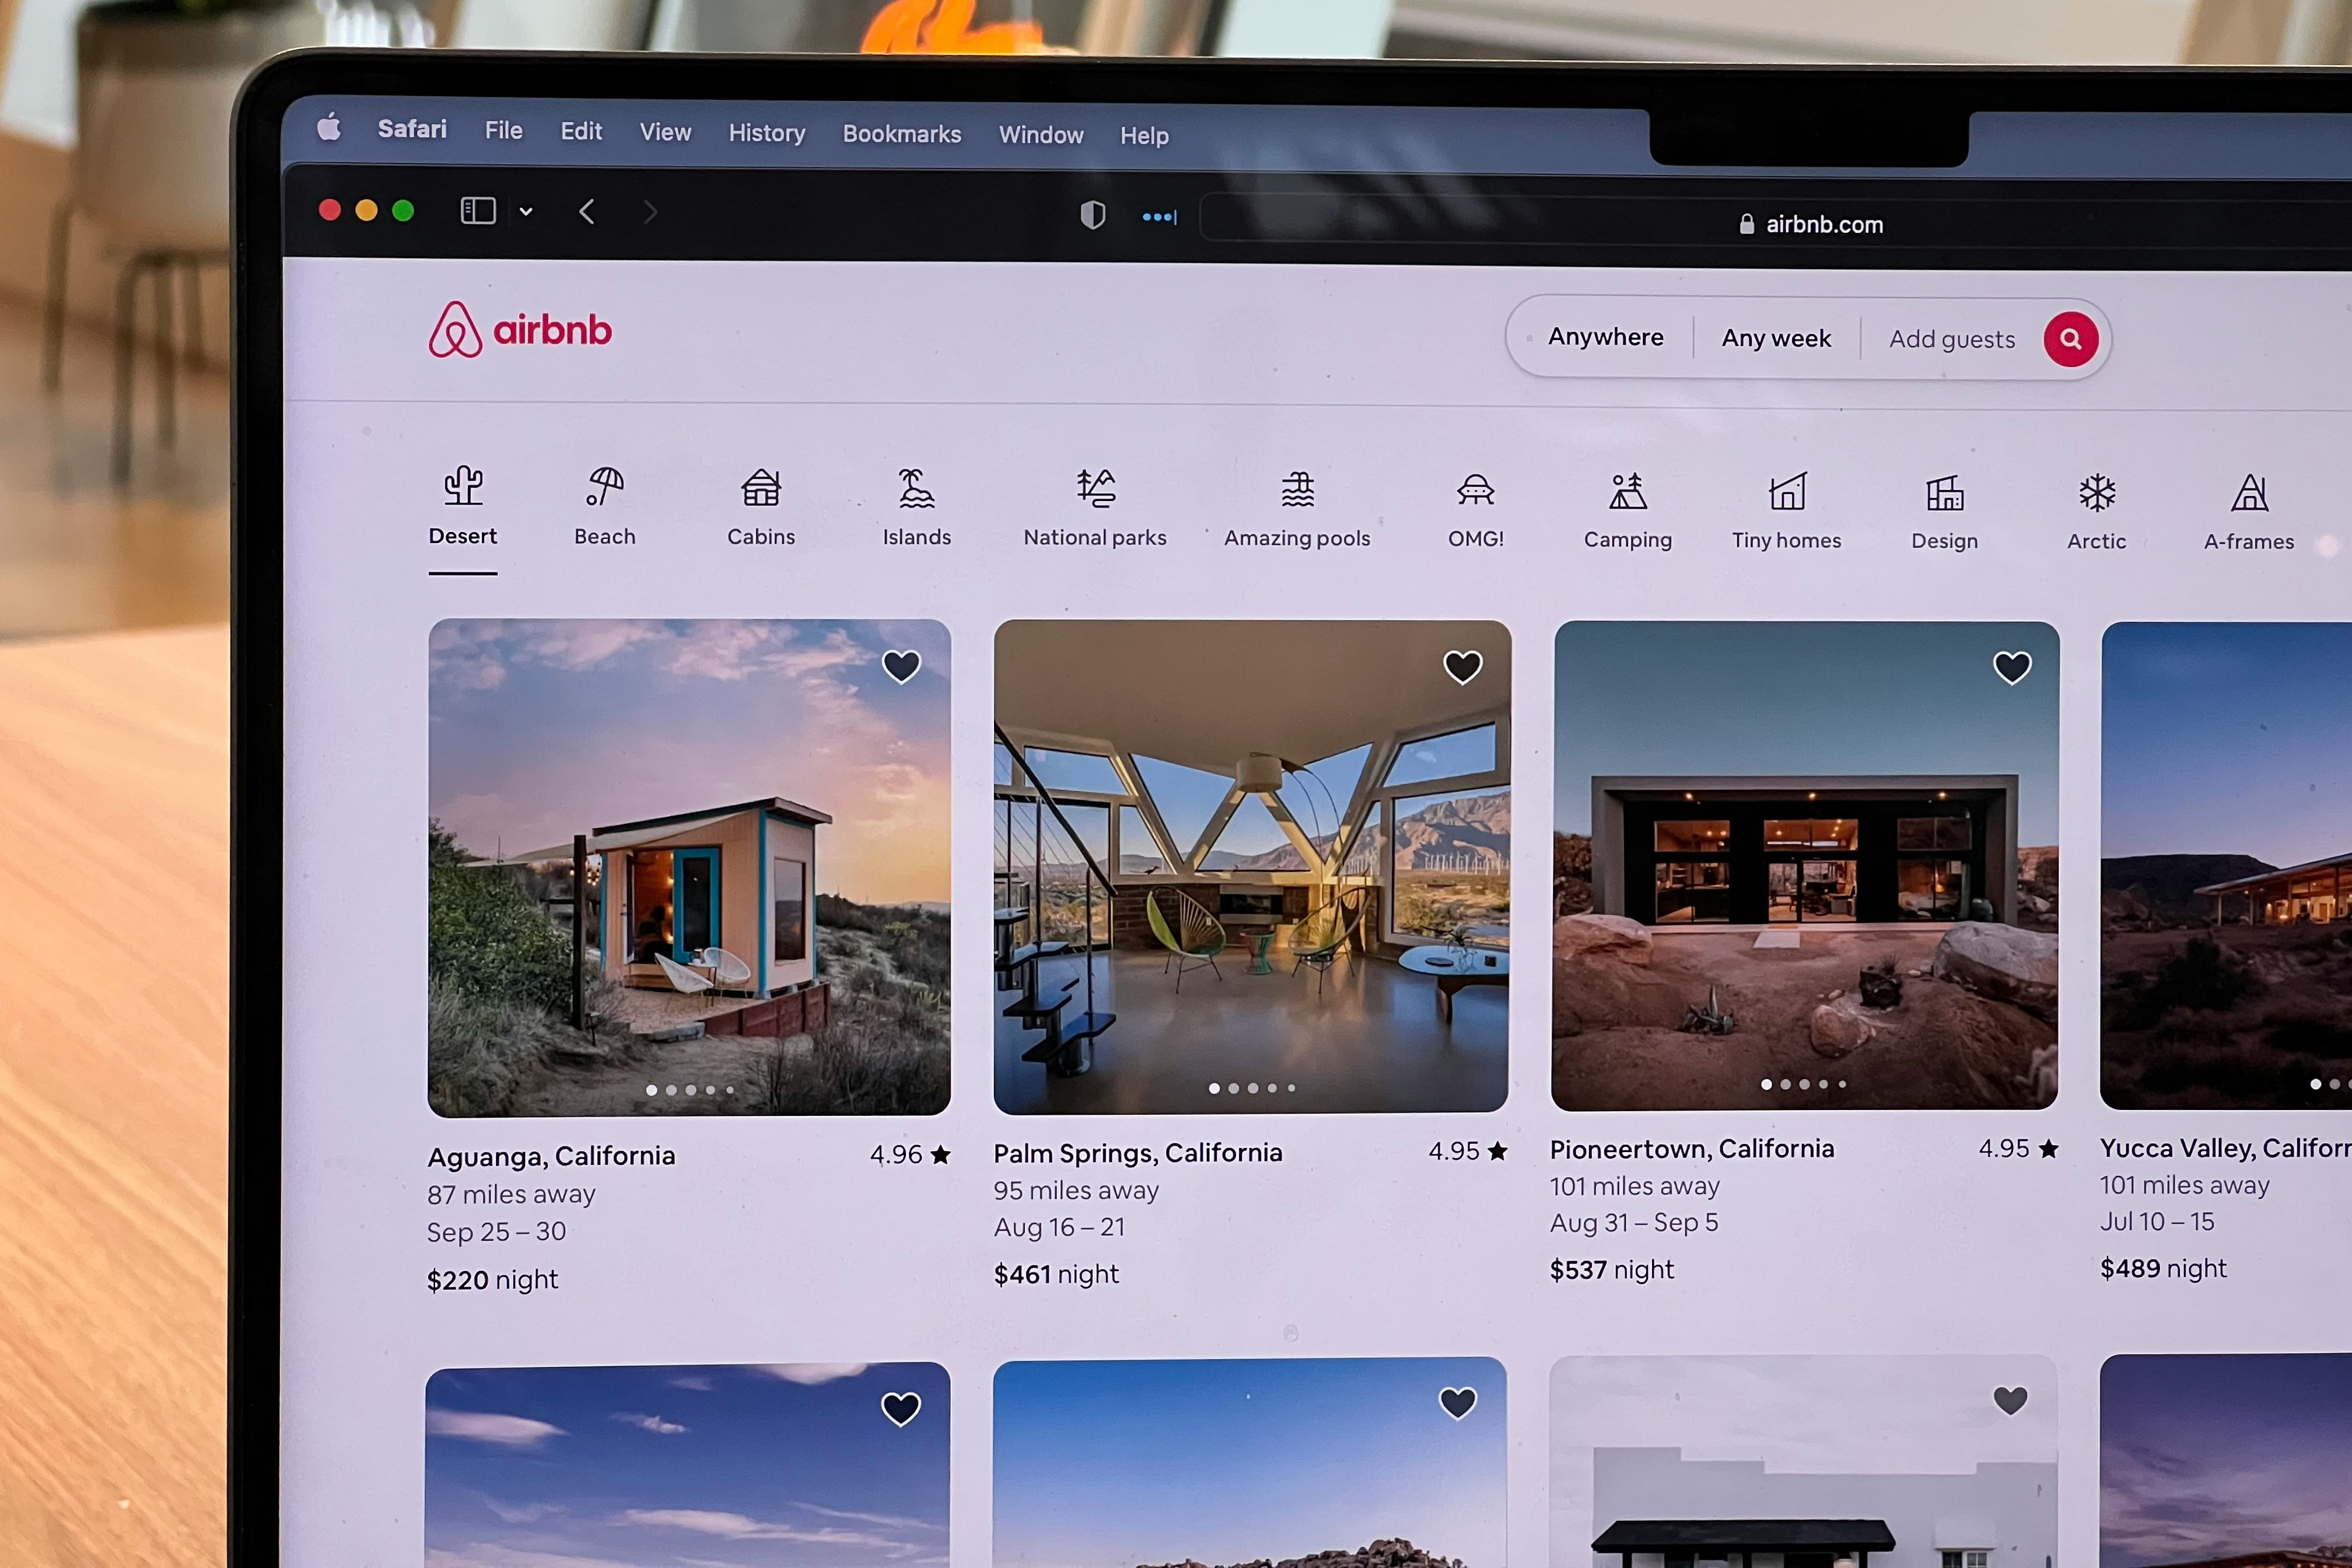 Safari File Edit View History Bookmarks Window Help
airbnb.com
airbnb
Anywhere Any week Add guests
Desert Beach Cabins Islands National parks Amazing pools OMG! Camping Tiny homes Design Arctic A-frames
Aguanga, California 4.96 ★
87 miles away
Sep 25 – 30
$220 night
Palm Springs, California 4.95 ★
95 miles away
Aug 16 – 21
$461 night
Pioneertown, California 4.95 ★
101 miles away
Aug 31 – Sep 5
$537 night
Yucca Valley, Califor
101 miles away
Jul 10 – 15
$489 night